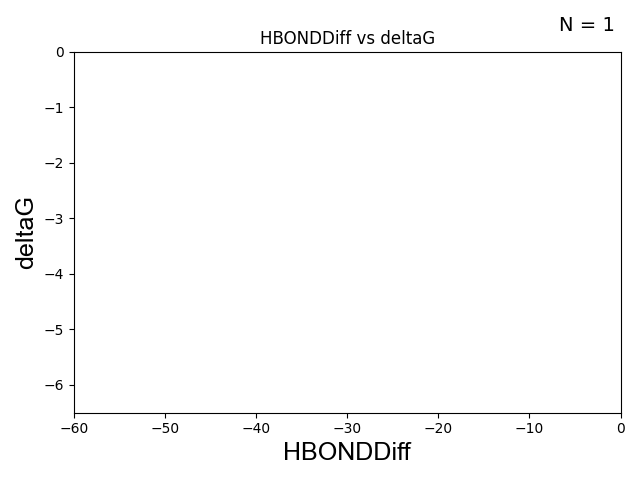 N = 1
HBONDDiff vs deltaG
0
−1
−2
−3
−4
−5
−6
deltaG
−60 −50 −40 −30 −20 −10 0
HBONDDiff